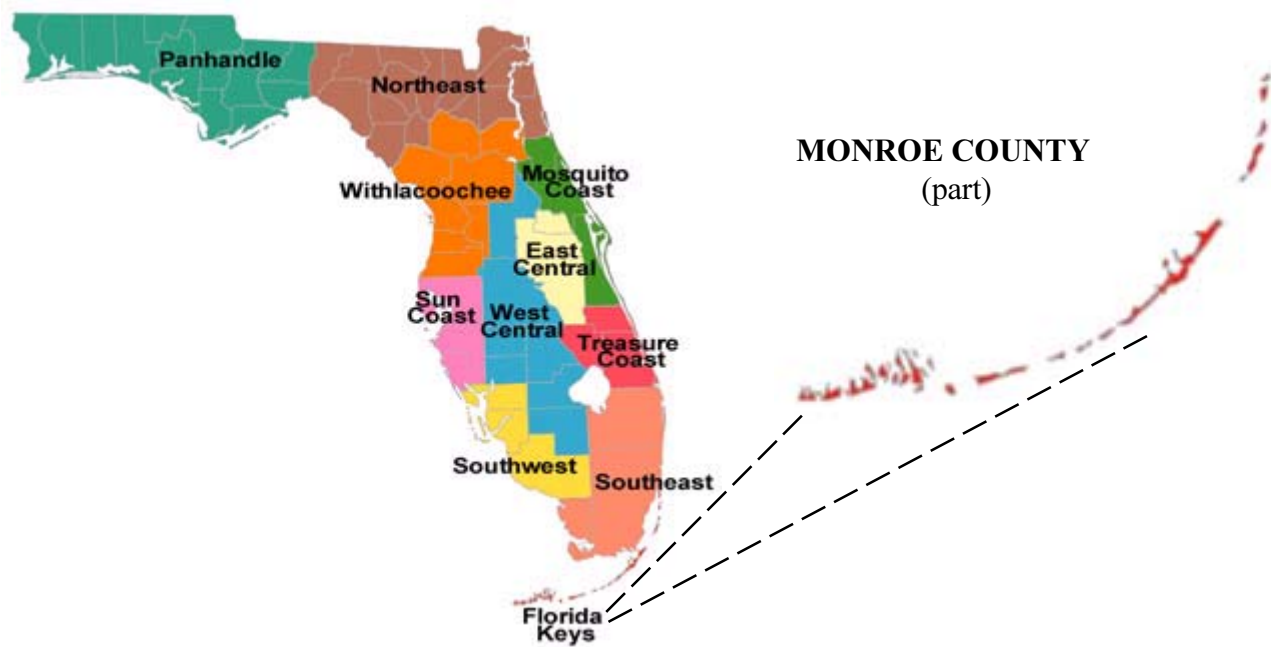 Panhandle
Northeast
MONROE COUNTY
(part)
Mosquito
Coast
Withlacoochee
East
Central
Sun
Coast
West
Central
Treasure
Coast
Southwest
Southeast
Florida
Keys